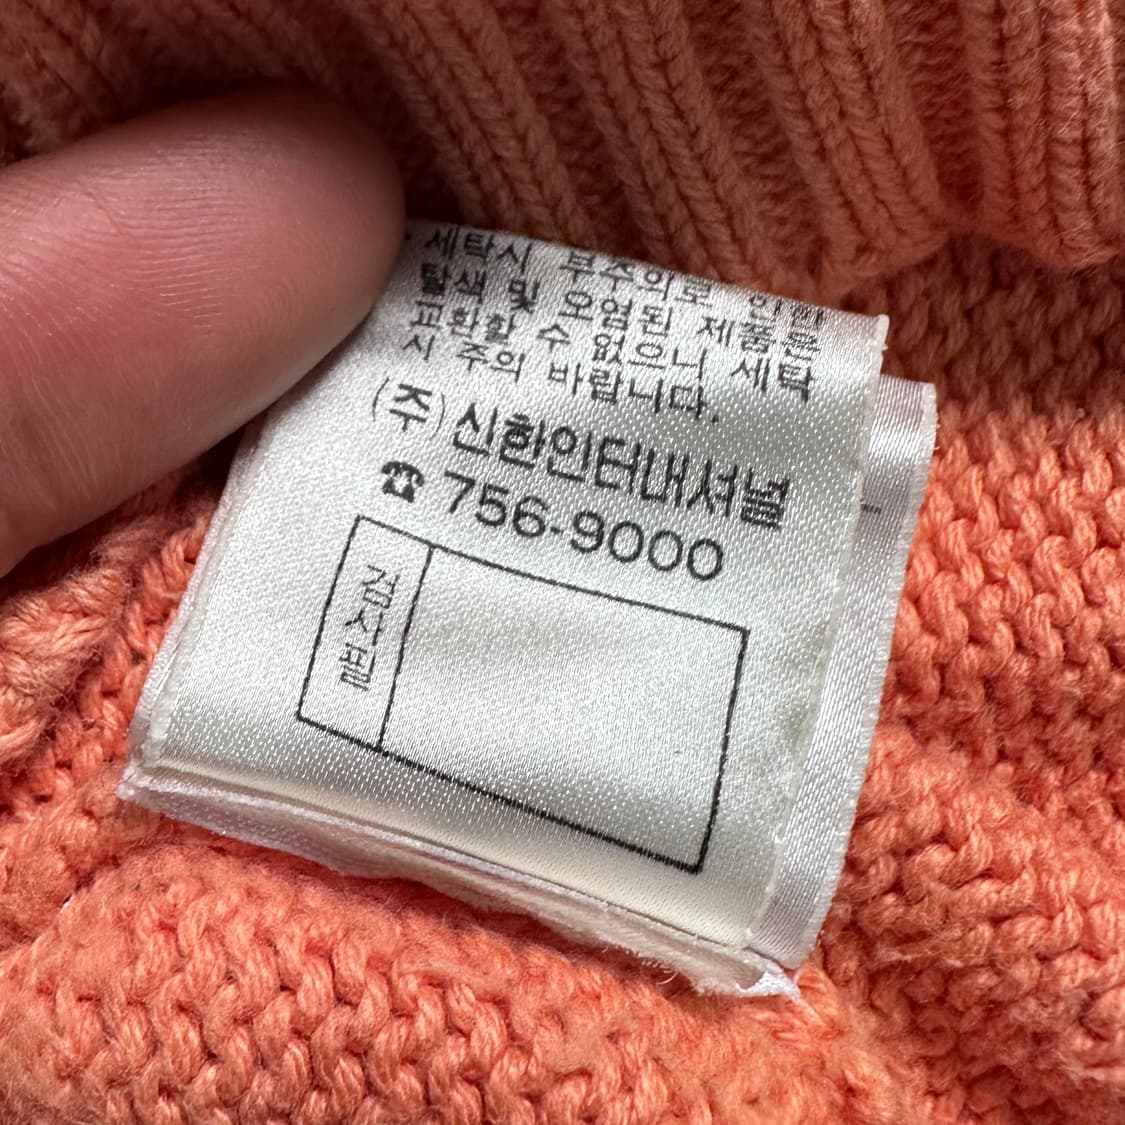 세탁시 부주의로 인한
탈색 및 오염된 제품은
되환할 수 없으니 세탁
시 주의 바랍니다.
(주)신한인터내셔널
☎ 756-9000
검사필